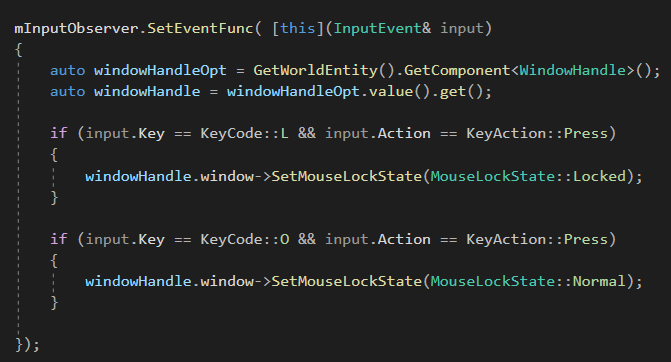 mInputObserver.SetEventFunc( [this](InputEvent& input)
{
auto windowHandleOpt = GetWorldEntity().GetComponent<WindowHandle>();
auto windowHandle = windowHandleOpt.value().get();
if (input.Key == KeyCode::L && input.Action == KeyAction::Press)
{
windowHandle.window->SetMouseLockState(MouseLockState::Locked);
}
if (input.Key == KeyCode::O && input.Action == KeyAction::Press)
{
windowHandle.window->SetMouseLockState(MouseLockState::Normal);
}
});